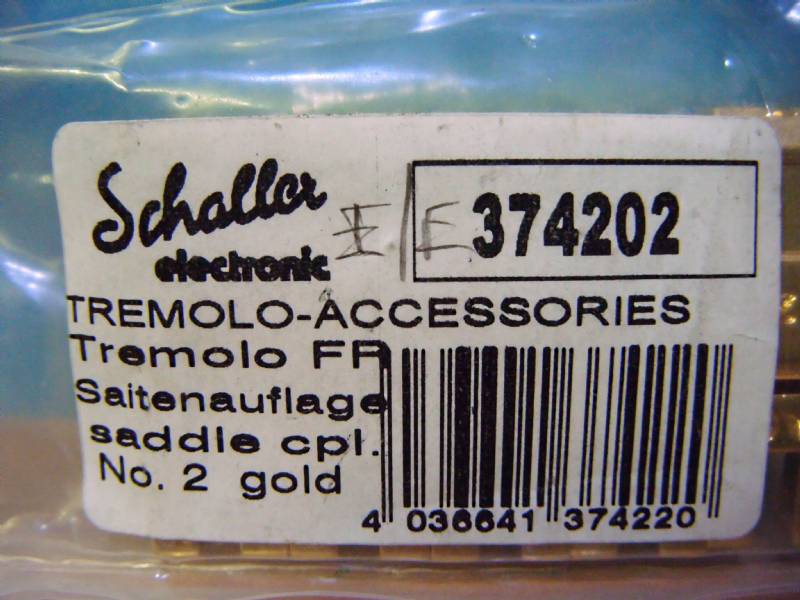 Schaller
electronic
E/E 374202
TREMOLO-ACCESSORIES
Tremolo FR
Saitenauflage
saddle cpl.
No. 2 gold
4 036641 374220